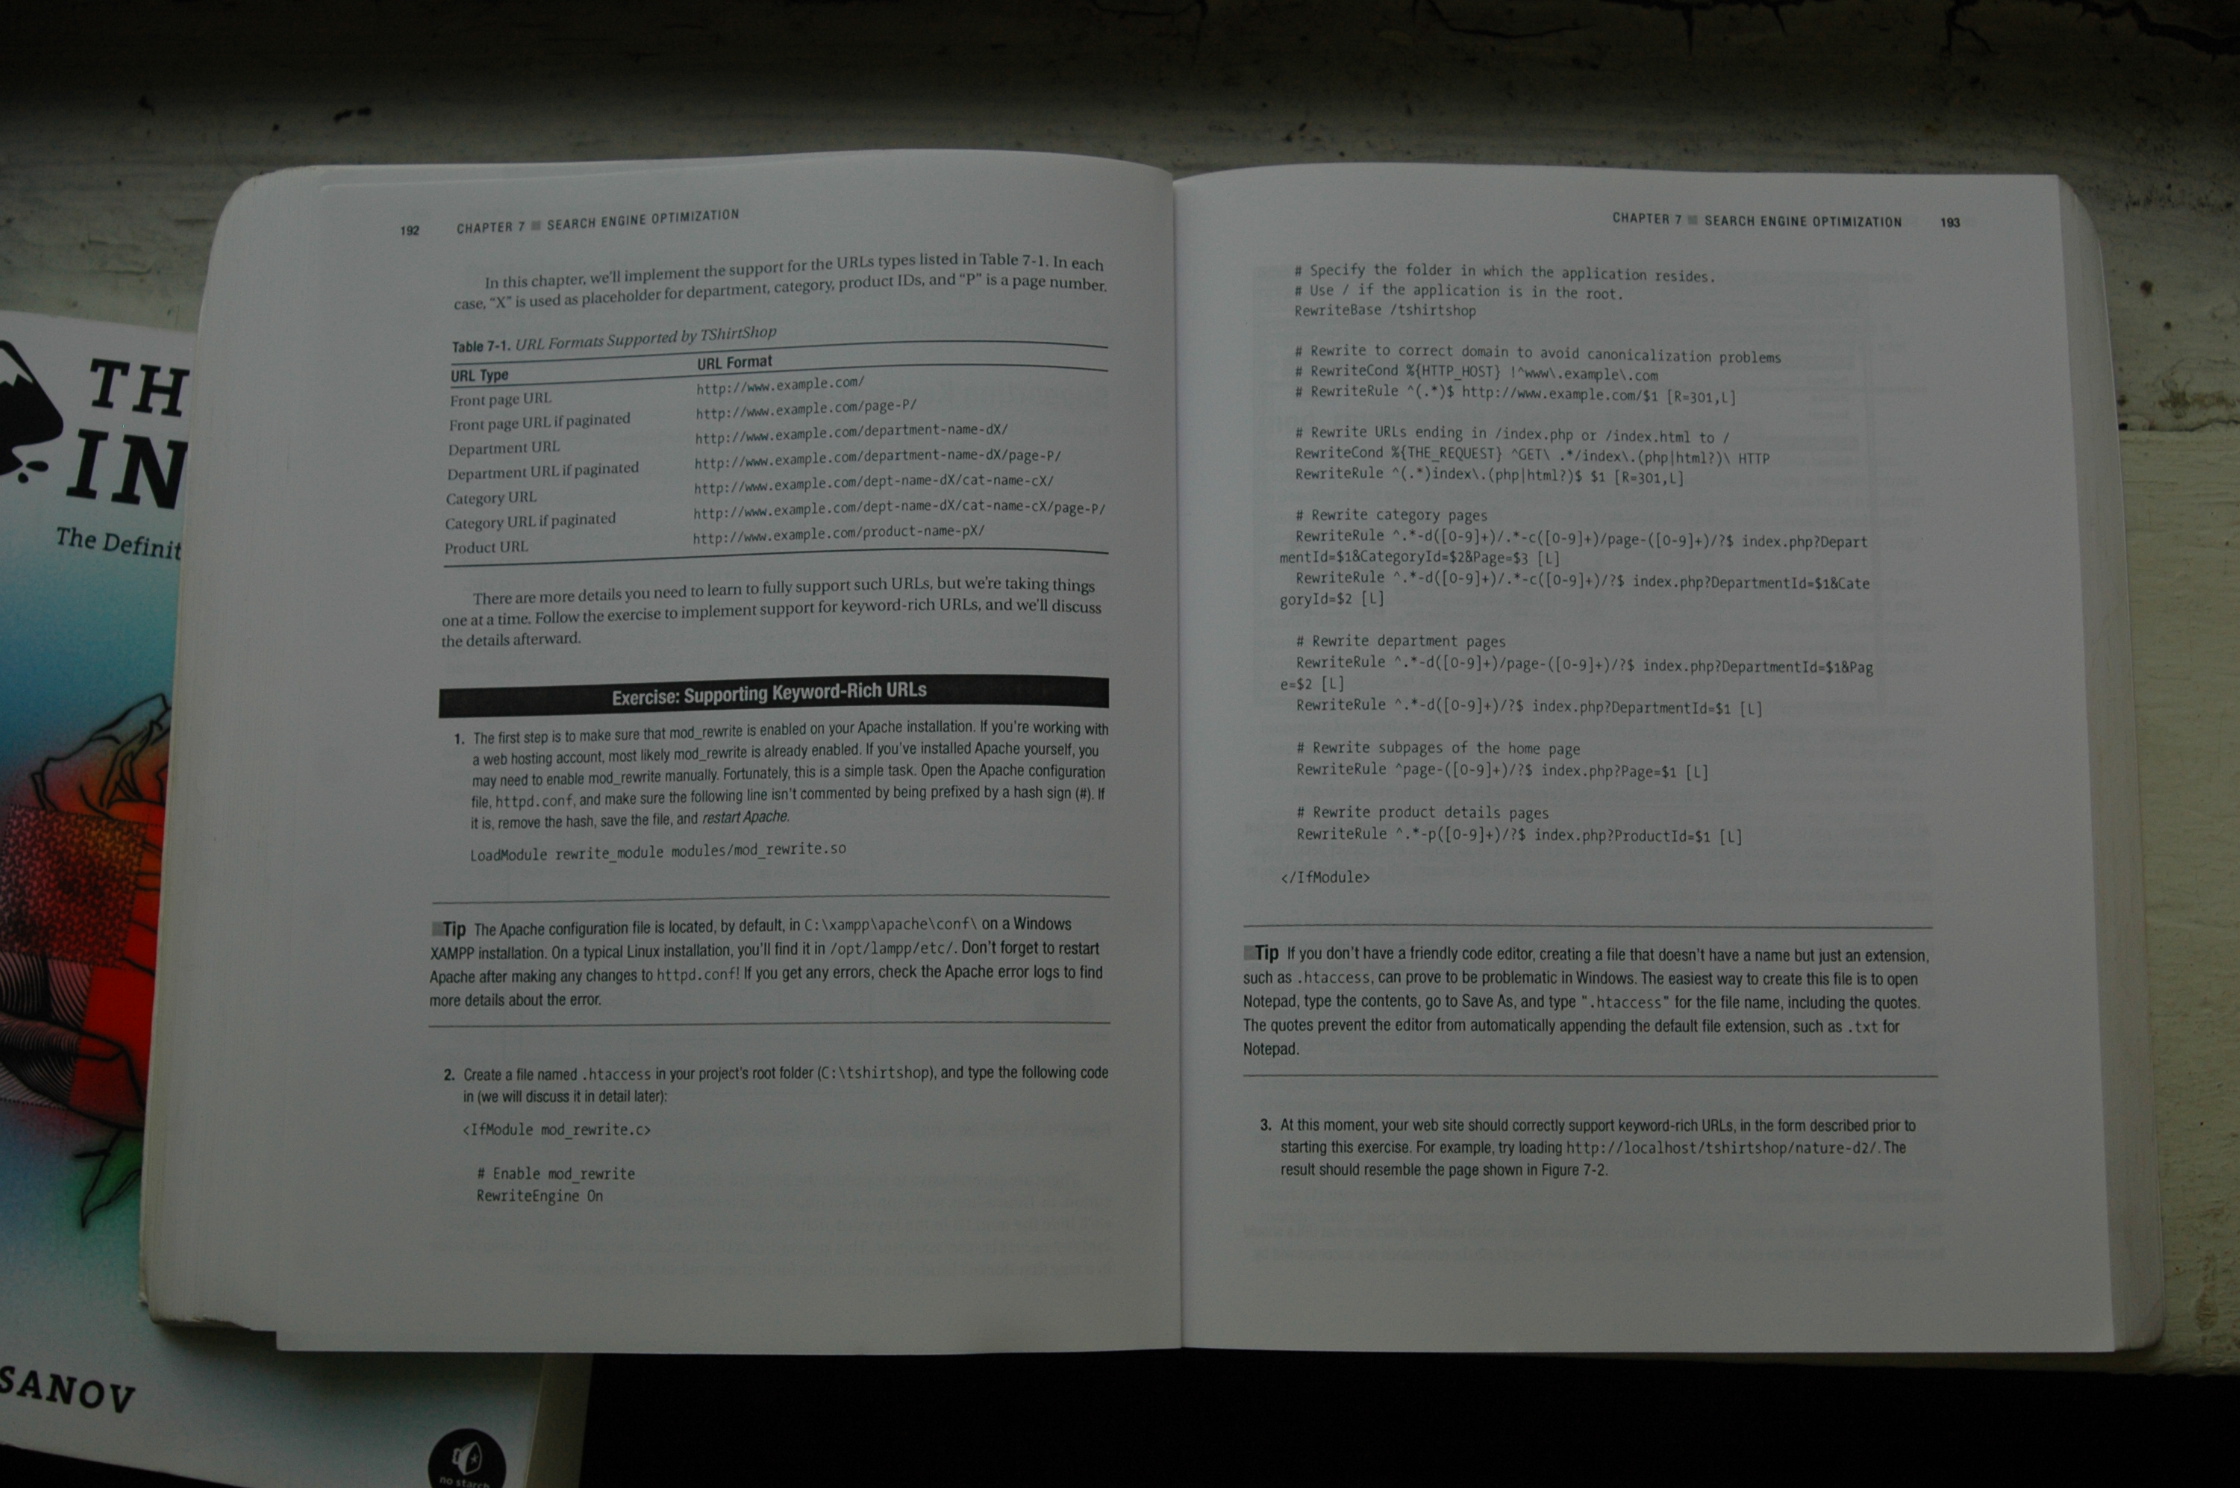 192 CHAPTER 7 ■ SEARCH ENGINE OPTIMIZATION
In this chapter, we'll implement the support for the URLs types listed in Table 7-1. In each
case, "X" is used as placeholder for department, category, product IDs, and "P" is a page number.
Table 7-1. URL Formats Supported by TShirtShop
URL Type URL Format
Front page URL http://www.example.com/
Front page URL if paginated http://www.example.com/page-P/
Department URL http://www.example.com/department-name-dX/
Department URL if paginated http://www.example.com/department-name-dX/page-P/
Category URL http://www.example.com/dept-name-dX/cat-name-cX/
Category URL if paginated http://www.example.com/dept-name-dX/cat-name-cX/page-P/
Product URL http://www.example.com/product-name-pX/
There are more details you need to learn to fully support such URLs, but we're taking things
one at a time. Follow the exercise to implement support for keyword-rich URLs, and we'll discuss
the details afterward.
Exercise: Supporting Keyword-Rich URLs
1. The first step is to make sure that mod_rewrite is enabled on your Apache installation. If you're working with
a web hosting account, most likely mod_rewrite is already enabled. If you've installed Apache yourself, you
may need to enable mod_rewrite manually. Fortunately, this is a simple task. Open the Apache configuration
file, httpd.conf, and make sure the following line isn't commented by being prefixed by a hash sign (#). If
it is, remove the hash, save the file, and restart Apache.
LoadModule rewrite_module modules/mod_rewrite.so
■Tip The Apache configuration file is located, by default, in C:\xampp\apache\conf\ on a Windows
XAMPP installation. On a typical Linux installation, you'll find it in /opt/lampp/etc/. Don't forget to restart
Apache after making any changes to httpd.conf! If you get any errors, check the Apache error logs to find
more details about the error.
2. Create a file named .htaccess in your project's root folder (C:\tshirtshop), and type the following code
in (we will discuss it in detail later):
<IfModule mod_rewrite.c>
# Enable mod_rewrite
RewriteEngine On
CHAPTER 7 ■ SEARCH ENGINE OPTIMIZATION 193
# Specify the folder in which the application resides.
# Use / if the application is in the root.
RewriteBase /tshirtshop
# Rewrite to correct domain to avoid canonicalization problems
# RewriteCond %{HTTP_HOST} !^www\.example\.com
# RewriteRule ^(.*)$ http://www.example.com/$1 [R=301,L]
# Rewrite URLs ending in /index.php or /index.html to /
RewriteCond %{THE_REQUEST} ^GET\ .*/index\.(php|html?)\ HTTP
RewriteRule ^(.*)index\.(php|html?)$ $1 [R=301,L]
# Rewrite category pages
RewriteRule ^.*-d([0-9]+)/.*-c([0-9]+)/page-([0-9]+)/?$ index.php?Depart
mentId=$1&CategoryId=$2&Page=$3 [L]
RewriteRule ^.*-d([0-9]+)/.*-c([0-9]+)/?$ index.php?DepartmentId=$1&Cate
goryId=$2 [L]
# Rewrite department pages
RewriteRule ^.*-d([0-9]+)/page-([0-9]+)/?$ index.php?DepartmentId=$1&Pag
e=$2 [L]
RewriteRule ^.*-d([0-9]+)/?$ index.php?DepartmentId=$1 [L]
# Rewrite subpages of the home page
RewriteRule ^page-([0-9]+)/?$ index.php?Page=$1 [L]
# Rewrite product details pages
RewriteRule ^.*-p([0-9]+)/?$ index.php?ProductId=$1 [L]
</IfModule>
■Tip If you don't have a friendly code editor, creating a file that doesn't have a name but just an extension,
such as .htaccess, can prove to be problematic in Windows. The easiest way to create this file is to open
Notepad, type the contents, go to Save As, and type ".htaccess" for the file name, including the quotes.
The quotes prevent the editor from automatically appending the default file extension, such as .txt for
Notepad.
3. At this moment, your web site should correctly support keyword-rich URLs, in the form described prior to
starting this exercise. For example, try loading http://localhost/tshirtshop/nature-d2/. The
result should resemble the page shown in Figure 7-2.
TH
IN
The Definit
SANOV
no starch